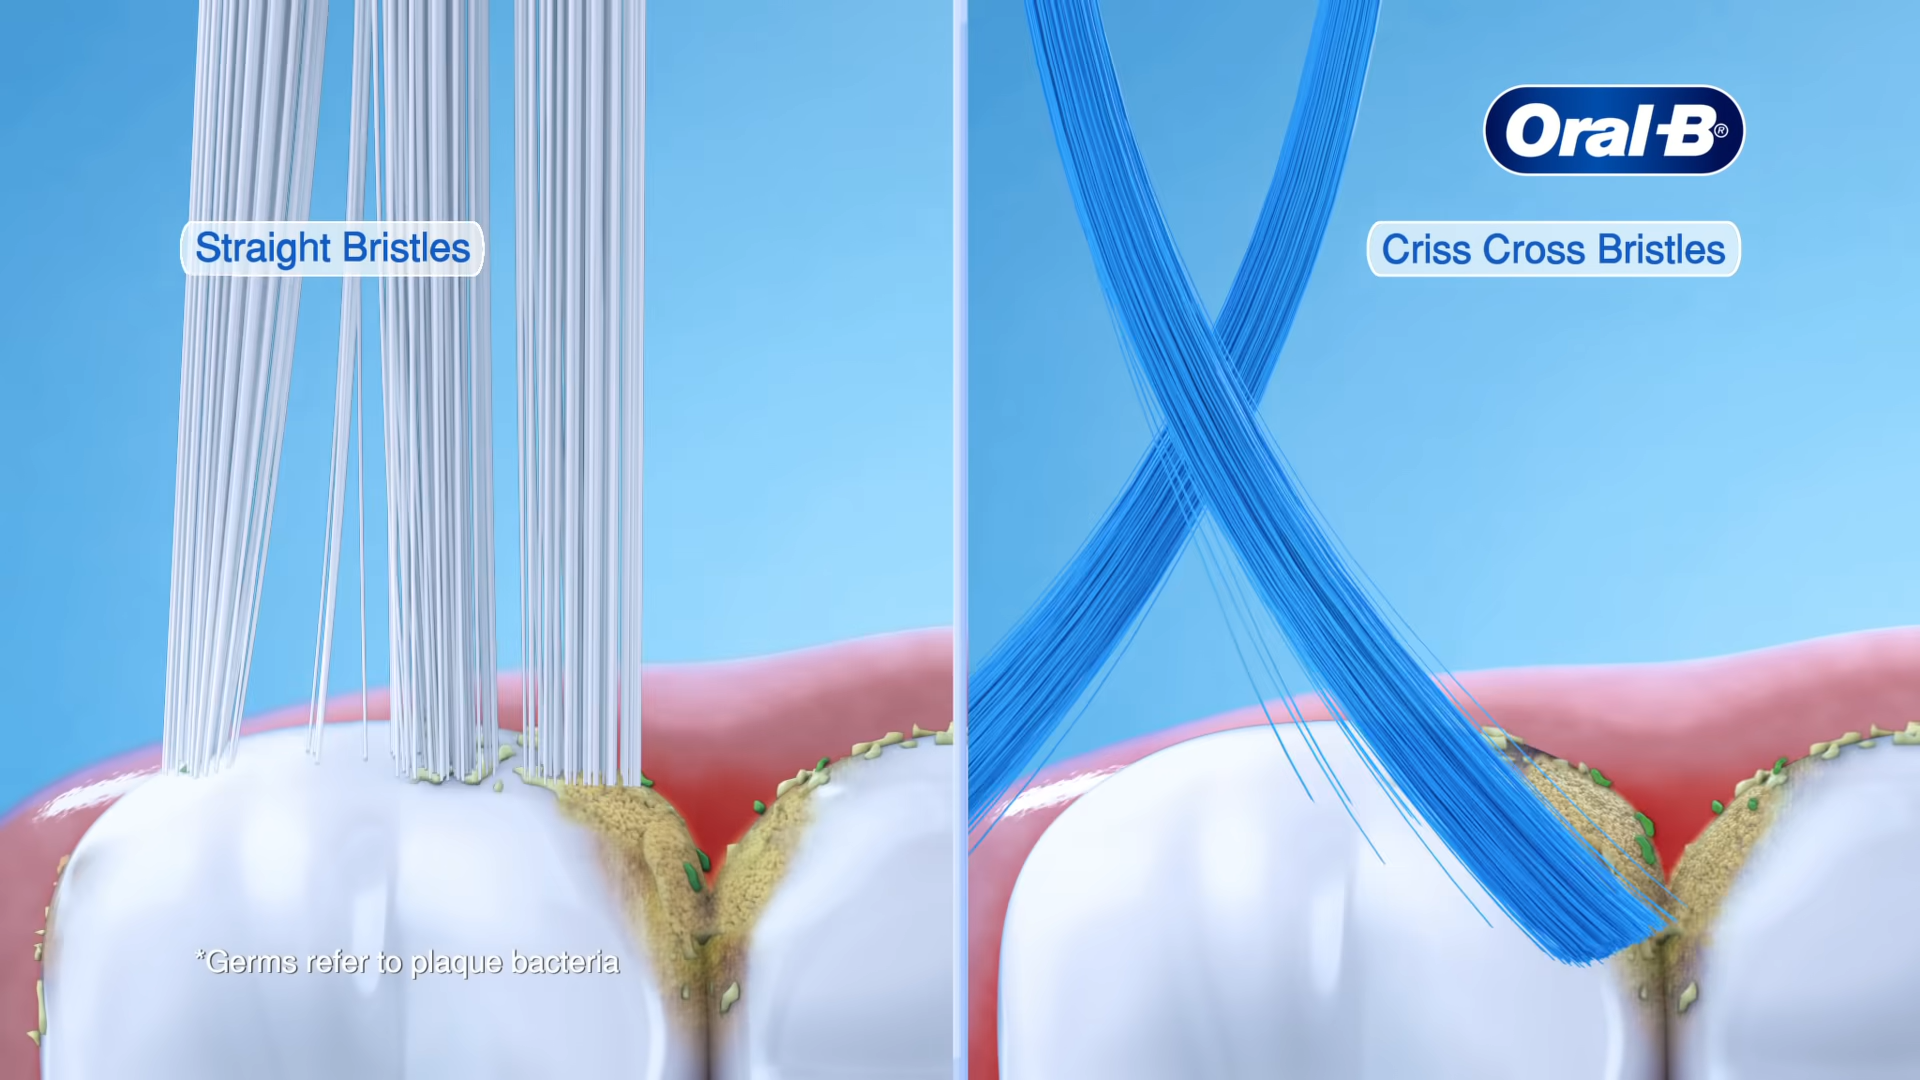 Oral-B®
Straight Bristles
Criss Cross Bristles
*Germs refer to plaque bacteria